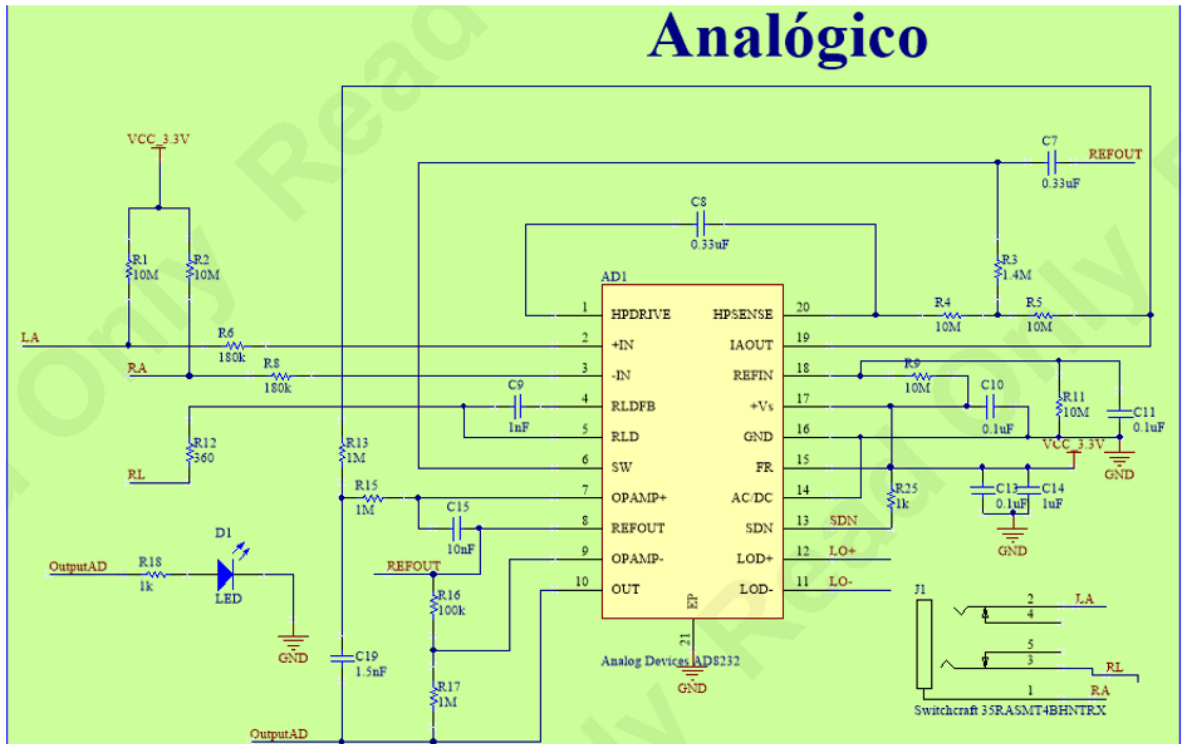 Analógico
VCC_3.3V
C7
REFOUT
0.33uF
C8
0.33uF
R1
10M
R2
10M
R3
1.4M
AD1
1 HPDRIVE HPSENSE 20
2 +IN IAOUT 19
3 -IN REFIN 18
4 RLDFB +Vs 17
5 RLD GND 16
6 SW FR 15
7 OPAMP+ AC/DC 14
8 REFOUT SDN 13
9 OPAMP- LOD+ 12
10 OUT LOD- 11
EP
21
GND
Analog Devices AD8232
R4
10M
R5
10M
LA
R6
180k
RA
R8
180k
R9
10M
C9
1nF
C10
0.1uF
R11
10M
C11
0.1uF
GND
VCC_3.3V
R12
360
RL
R13
1M
R15
1M
C15
10nF
REFOUT
R16
100k
R17
1M
C19
1.5nF
OutputAD
C13
0.1uF
C14
1uF
GND
R25
1k
SDN
LO+
LO-
OutputAD
R18
1k
D1
LED
GND
J1
2
LA
4
5
3
RL
1
RA
Switchcraft 35RASMT4BHNTRX
Read Only
Read Only
Read Only